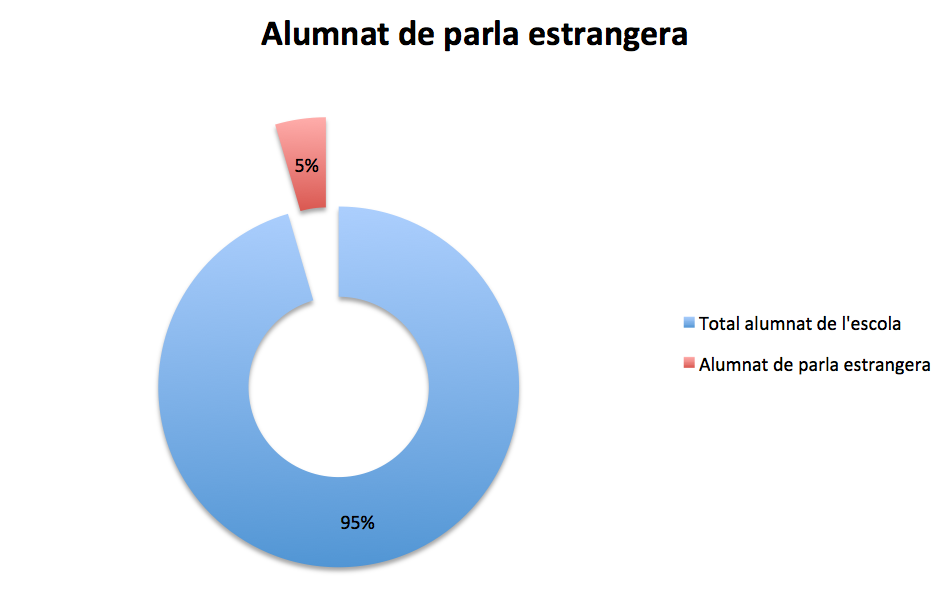 Alumnat de parla estrangera
5%
Total alumnat de l'escola
Alumnat de parla estrangera
95%